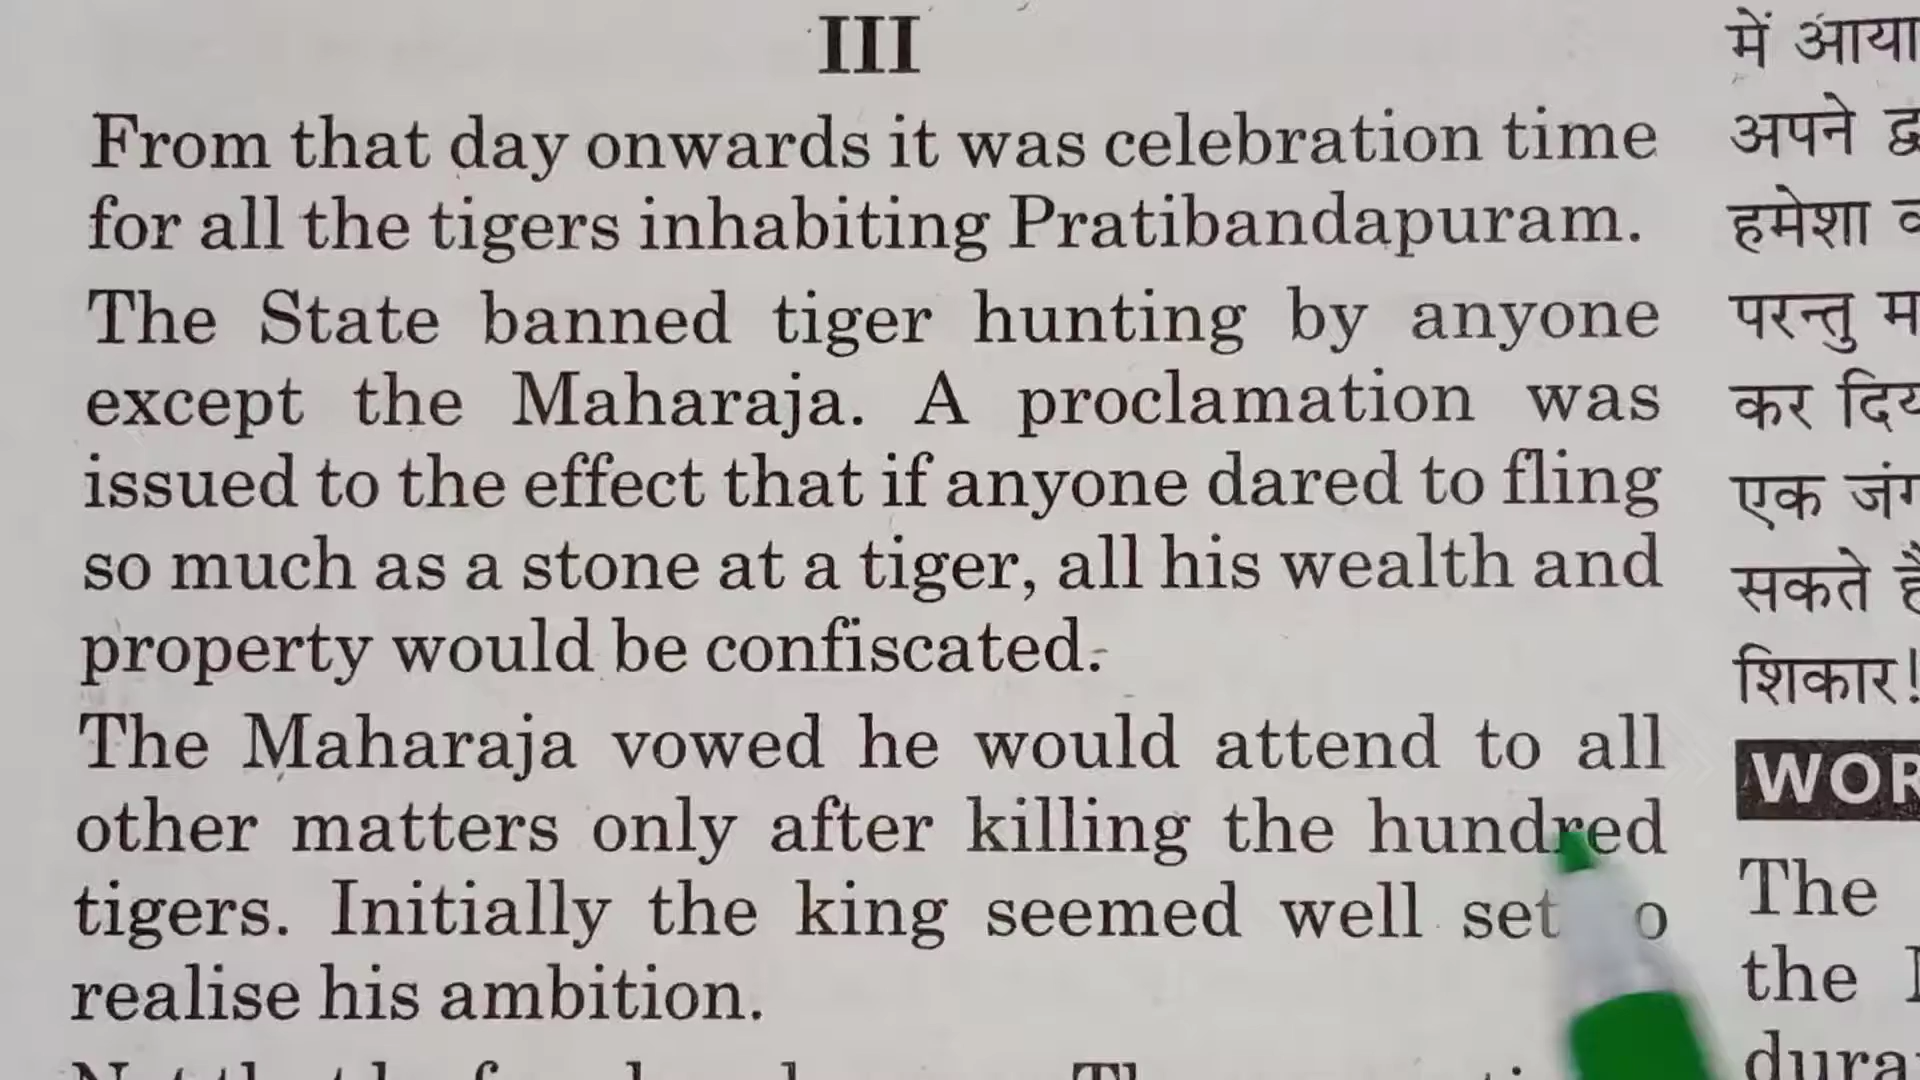 III
From that day onwards it was celebration time
for all the tigers inhabiting Pratibandapuram.
The State banned tiger hunting by anyone
except the Maharaja. A proclamation was
issued to the effect that if anyone dared to fling
so much as a stone at a tiger, all his wealth and
property would be confiscated.
The Maharaja vowed he would attend to all
other matters only after killing the hundred
tigers. Initially the king seemed well set
realise his ambition.
में आया
अपने
हमेशा
परन्तु
कर
एक
सकते
शिकार!
The
the